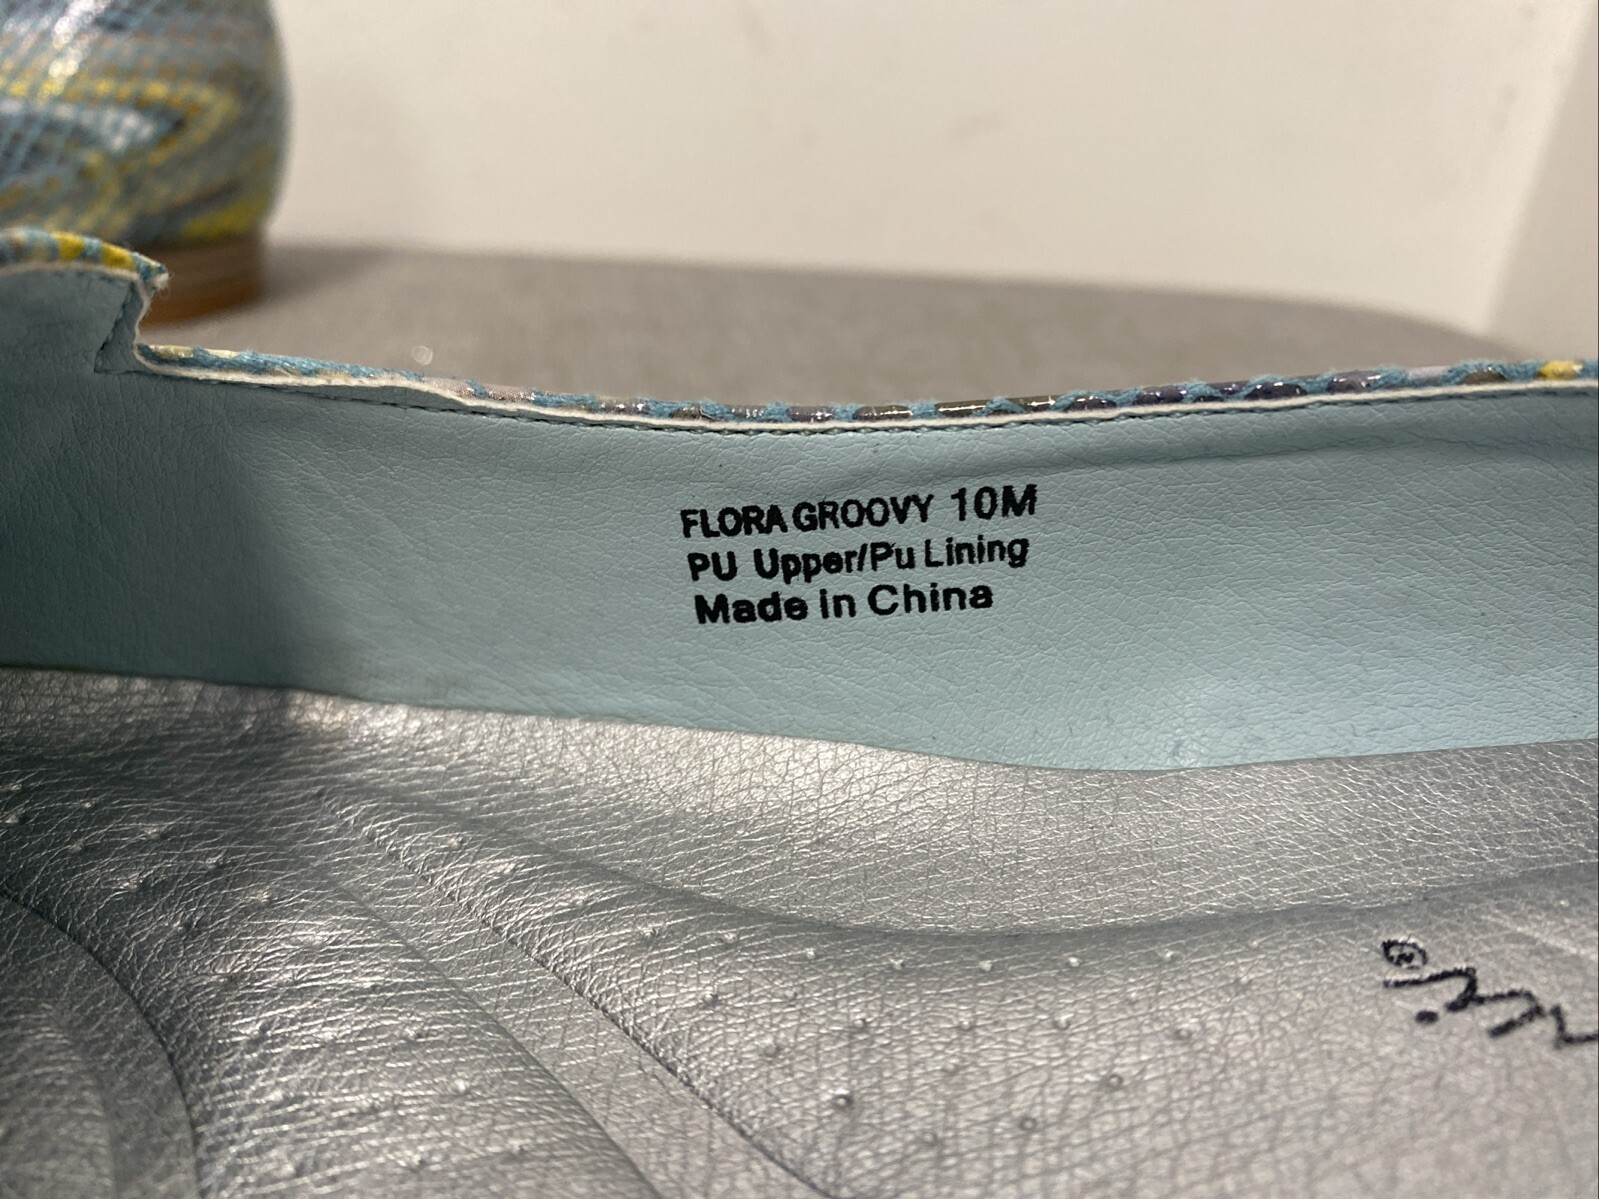 FLORA GROOVY 10M
PU Upper/Pu Lining
Made in China